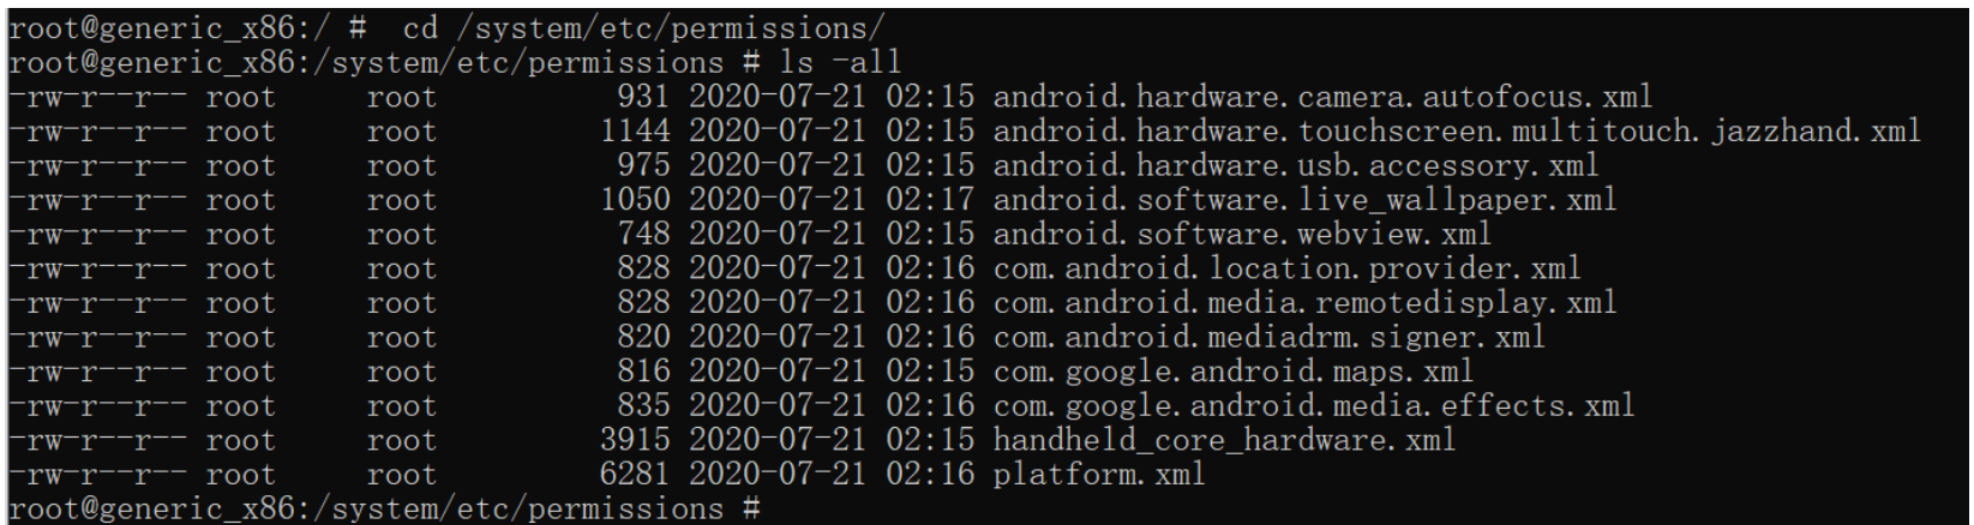 root@generic_x86:/ #  cd /system/etc/permissions/
root@generic_x86:/system/etc/permissions # ls -all
-rw-r--r-- root     root          931 2020-07-21 02:15 android.hardware.camera.autofocus.xml
-rw-r--r-- root     root         1144 2020-07-21 02:15 android.hardware.touchscreen.multitouch.jazzhand.xml
-rw-r--r-- root     root          975 2020-07-21 02:15 android.hardware.usb.accessory.xml
-rw-r--r-- root     root         1050 2020-07-21 02:17 android.software.live_wallpaper.xml
-rw-r--r-- root     root          748 2020-07-21 02:15 android.software.webview.xml
-rw-r--r-- root     root          828 2020-07-21 02:16 com.android.location.provider.xml
-rw-r--r-- root     root          828 2020-07-21 02:16 com.android.media.remotedisplay.xml
-rw-r--r-- root     root          820 2020-07-21 02:16 com.android.mediadrm.signer.xml
-rw-r--r-- root     root          816 2020-07-21 02:15 com.google.android.maps.xml
-rw-r--r-- root     root          835 2020-07-21 02:16 com.google.android.media.effects.xml
-rw-r--r-- root     root         3915 2020-07-21 02:15 handheld_core_hardware.xml
-rw-r--r-- root     root         6281 2020-07-21 02:16 platform.xml
root@generic_x86:/system/etc/permissions #